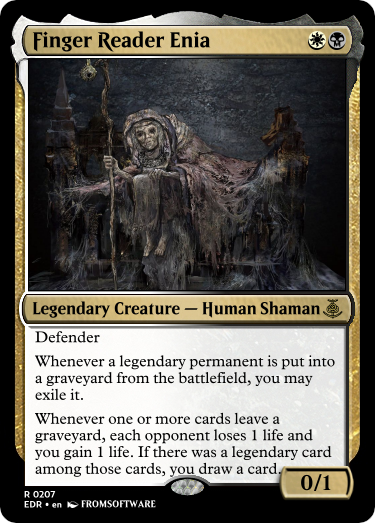 Finger Reader Enia
Legendary Creature — Human Shaman
Defender
Whenever a legendary permanent is put into
a graveyard from the battlefield, you may
exile it.
Whenever one or more cards leave a
graveyard, each opponent loses 1 life and
you gain 1 life. If there was a legendary card
among those cards, you draw a card.
0/1
R 0207
EDR • en FROMSOFTWARE